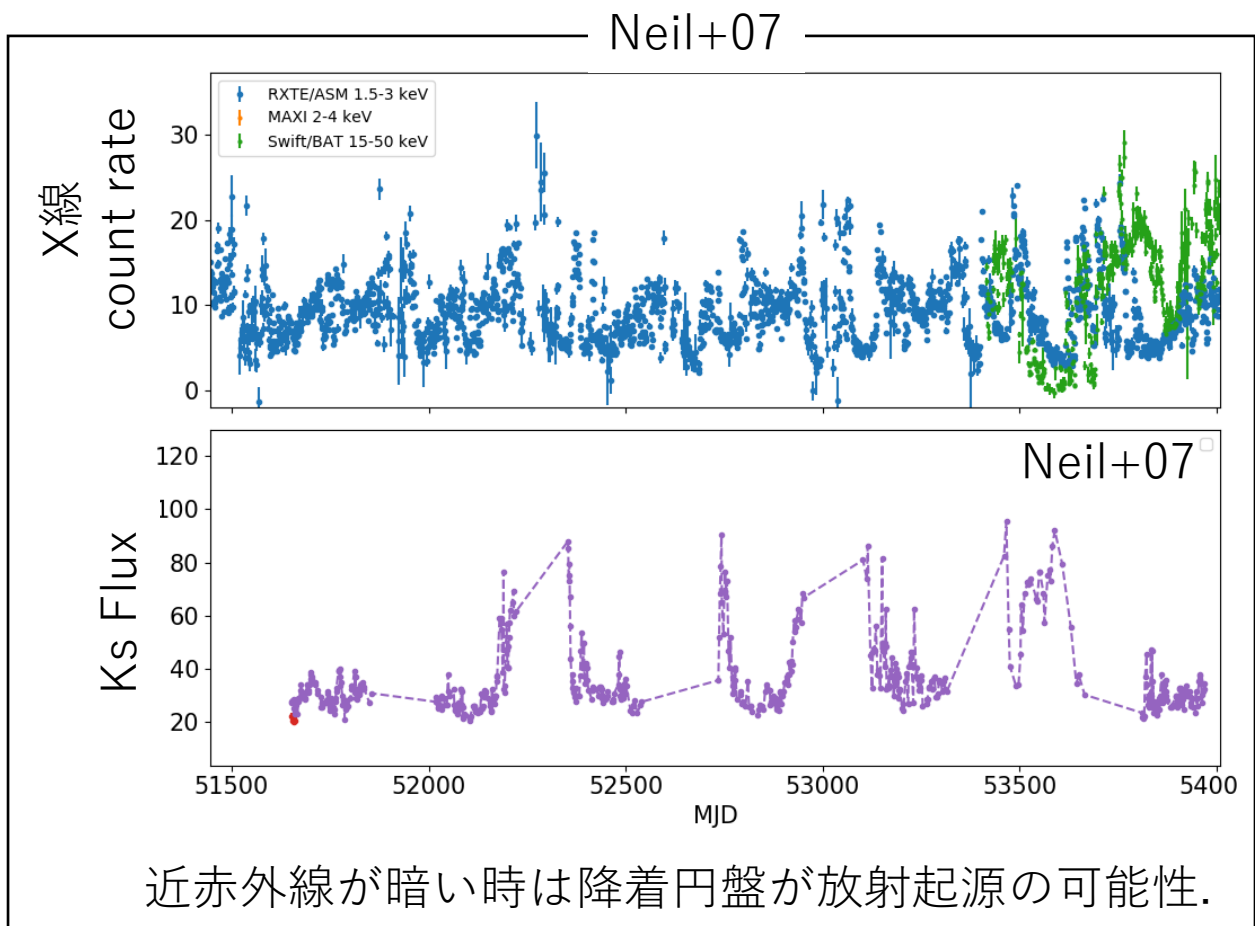 Neil+07
RXTE/ASM 1.5-3 keV
MAXI 2-4 keV
Swift/BAT 15-50 keV
X線
count rate
30
20
10
0
Neil+07
Ks Flux
120
100
80
60
40
20
51500 52000 52500 53000 53500 5400
MJD
近赤外線が暗い時は降着円盤が放射起源の可能性.